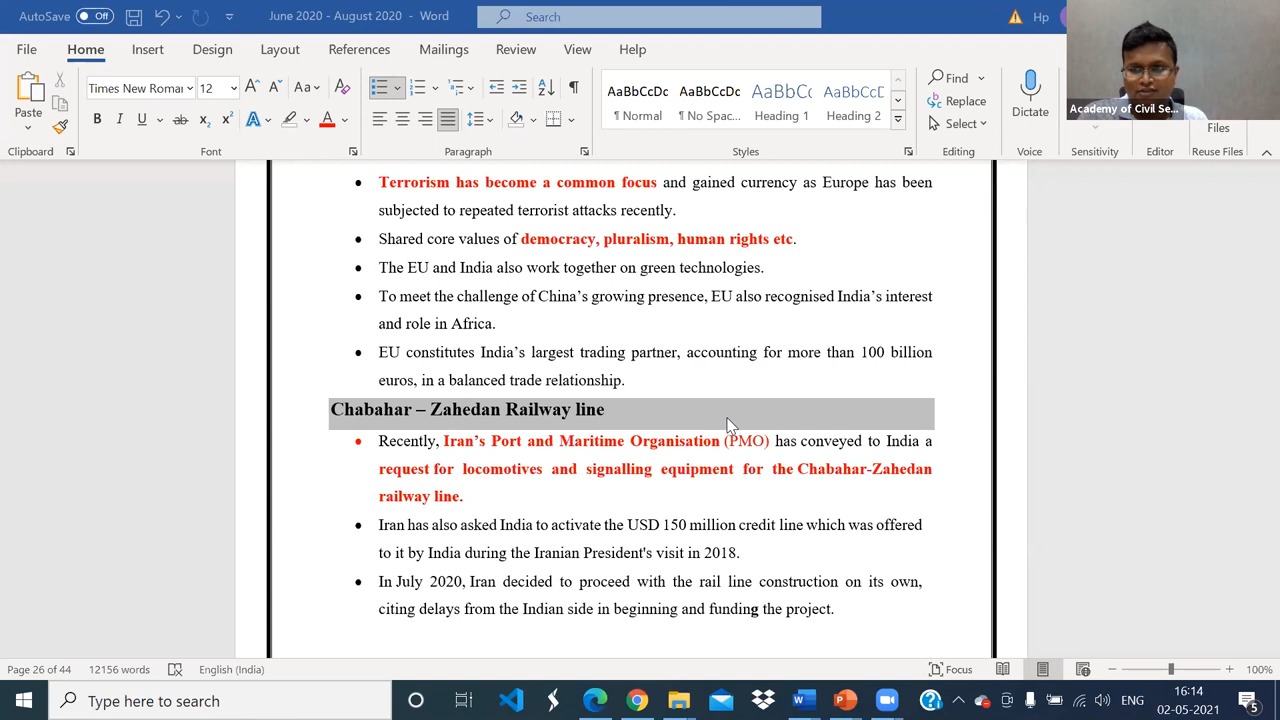 AutoSave Off June 2020 - August 2020 - Word Search Hp
File Home Insert Design Layout References Mailings Review View Help
Paste
Times New Roma 12
Aa
B I U ab x₂ x² A A
AaBbCcDc AaBbCcDc AaBbCc AaBbCcD
¶ Normal ¶ No Spac... Heading 1 Heading 2
Find
Replace
Select
Dictate
Academy of Civil Se...
Files
Clipboard Font Paragraph Styles Editing Voice Sensitivity Editor Reuse Files
• Terrorism has become a common focus and gained currency as Europe has been
subjected to repeated terrorist attacks recently.
• Shared core values of democracy, pluralism, human rights etc.
• The EU and India also work together on green technologies.
• To meet the challenge of China’s growing presence, EU also recognised India’s interest
and role in Africa.
• EU constitutes India’s largest trading partner, accounting for more than 100 billion
euros, in a balanced trade relationship.
Chabahar – Zahedan Railway line
• Recently, Iran’s Port and Maritime Organisation (PMO) has conveyed to India a
request for locomotives and signalling equipment for the Chabahar-Zahedan
railway line.
• Iran has also asked India to activate the USD 150 million credit line which was offered
to it by India during the Iranian President's visit in 2018.
• In July 2020, Iran decided to proceed with the rail line construction on its own,
citing delays from the Indian side in beginning and funding the project.
Page 26 of 44 12156 words English (India) Focus 100%
Type here to search
ENG
16:14
02-05-2021
5